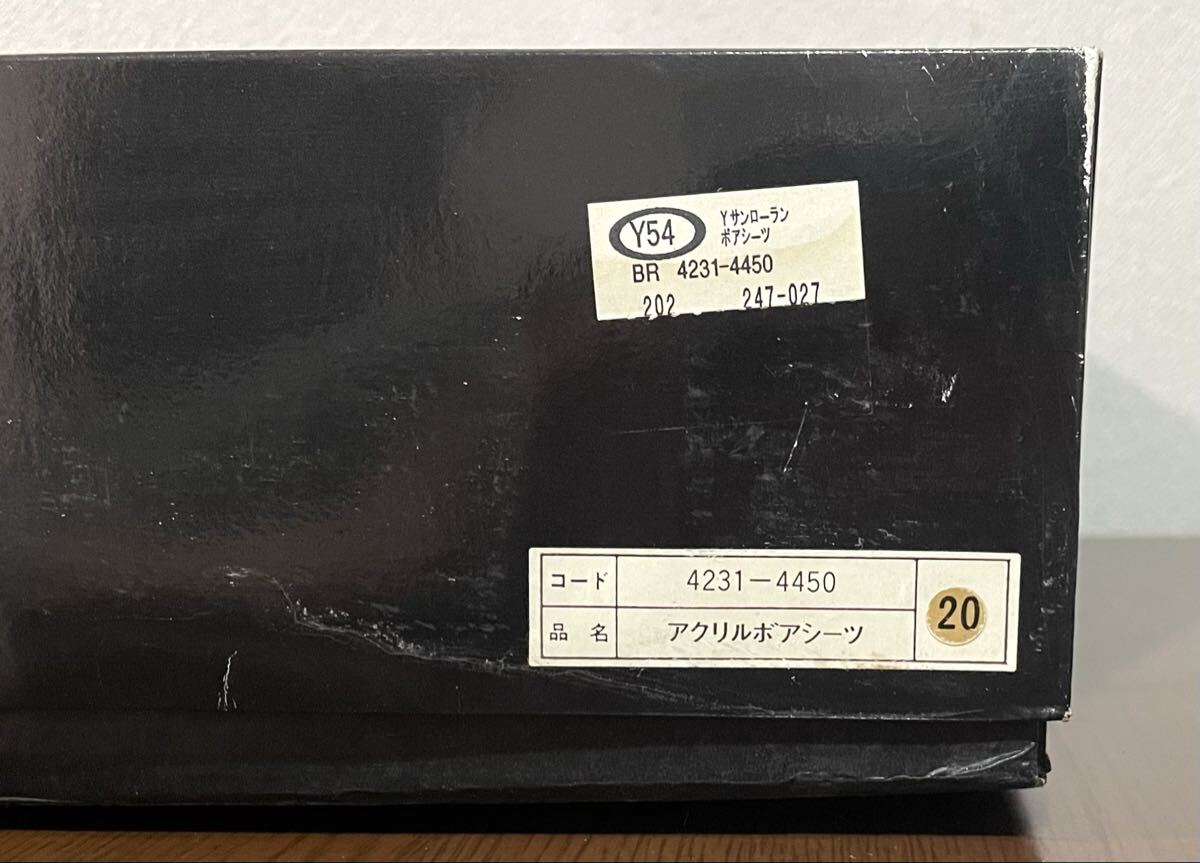 Y54
Yサンローラン
ボアシーツ
BR 4231-4450
202 247-027
コード 4231-4450 20
品名 アクリルボアシーツ